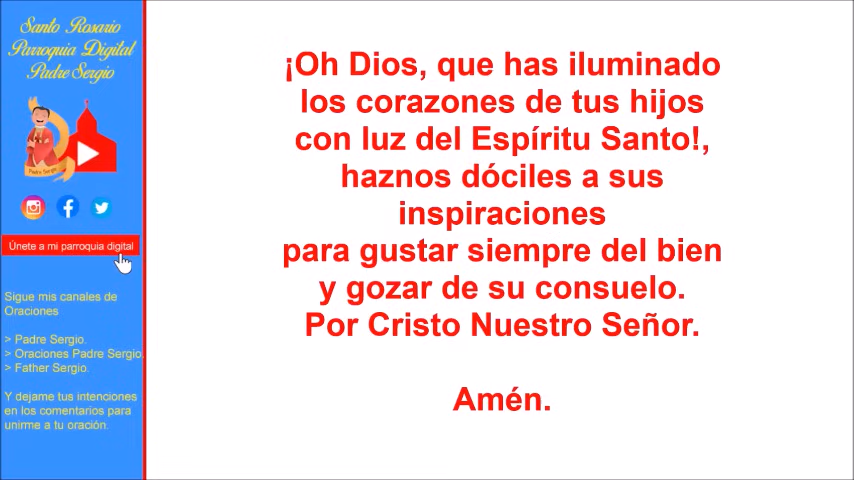 Santo Rosario
Parroquia Digital
Padre Sergio
Padre Sergio
Únete a mi parroquia digital
Sigue mis canales de
Oraciones
> Padre Sergio.
> Oraciones Padre Sergio.
> Father Sergio.
Y dejame tus intenciones
en los comentarios para
unirme a tu oración.
¡Oh Dios, que has iluminado
los corazones de tus hijos
con luz del Espíritu Santo!,
haznos dóciles a sus
inspiraciones
para gustar siempre del bien
y gozar de su consuelo.
Por Cristo Nuestro Señor.
Amén.